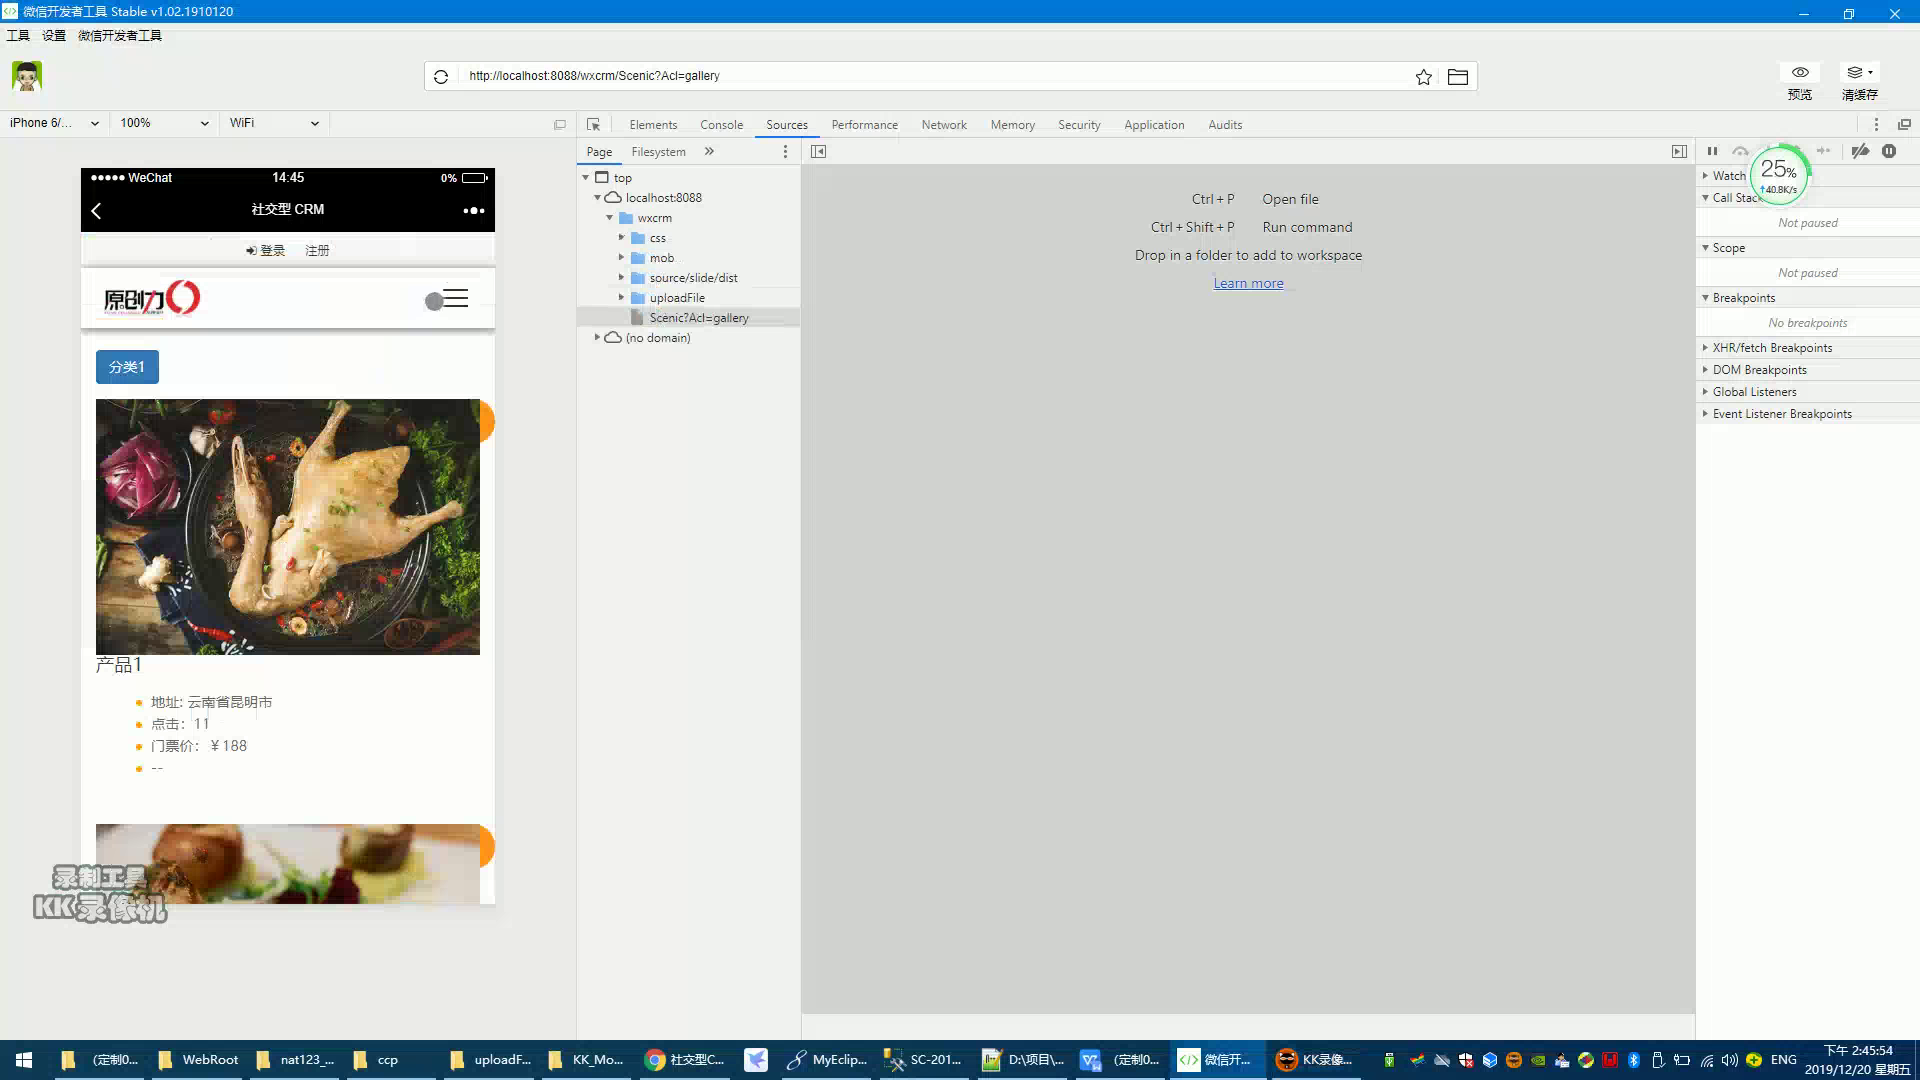 微信开发者工具 Stable v1.02.1910120
工具 设置 微信开发者工具
http://localhost:8088/wxcrm/Scenic?Acl=gallery
预览
清缓存
iPhone 6/... 100% WiFi
Elements Console Sources Performance Network Memory Security Application Audits
Page Filesystem »
WeChat 14:45 0%
社交型 CRM
登录 注册
原创力
分类1
产品1
地址: 云南省昆明市
点击: 11
门票价: ¥188
--
录制工具
KK录像机
top
localhost:8088
wxcrm
css
mob
source/slide/dist
uploadFile
Scenic?Acl=gallery
(no domain)
Ctrl + P Open file
Ctrl + Shift + P Run command
Drop in a folder to add to workspace
Learn more
25%
40.8K/s
Watch
Call Stack
Not paused
Scope
Not paused
Breakpoints
No breakpoints
XHR/fetch Breakpoints
DOM Breakpoints
Global Listeners
Event Listener Breakpoints
(定制0... WebRoot nat123_... ccp uploadF... KK_Mo... 社交型C... MyEclip... SC-201... D:\项目\... (定制0... 微信开... KK录像... ENG
下午 2:45:54
2019/12/20 星期五